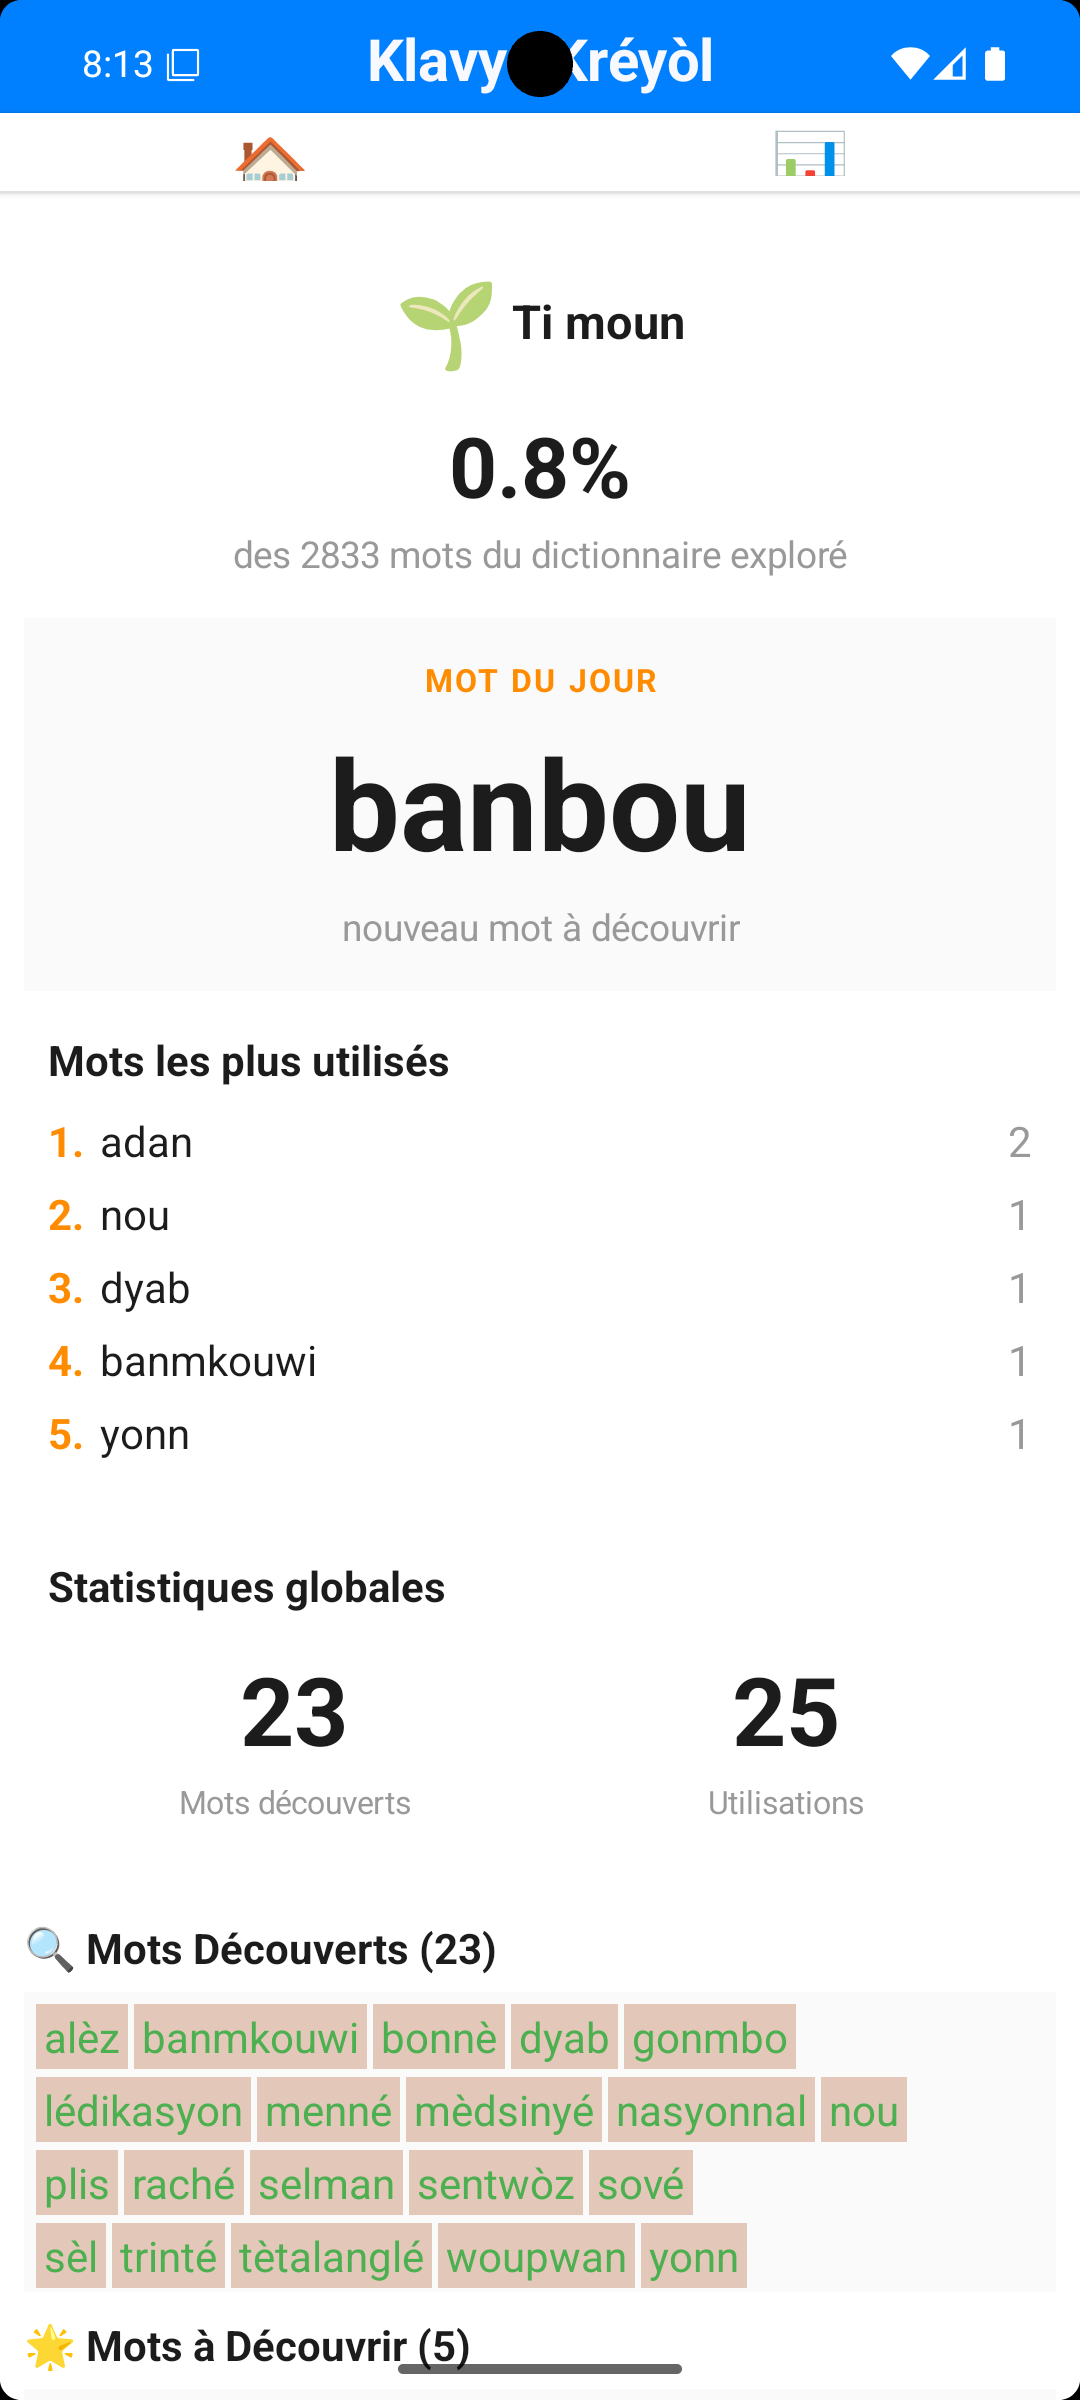 8:13
Klavy Kréyòl
Ti moun
0.8%
des 2833 mots du dictionnaire exploré
MOT DU JOUR
banbou
nouveau mot à découvrir
Mots les plus utilisés
1. adan 2
2. nou 1
3. dyab 1
4. banmkouwi 1
5. yonn 1
Statistiques globales
23 25
Mots découverts Utilisations
Mots Découverts (23)
alèz banmkouwi bonnè dyab gonmbo
lédikasyon menné mèdsinyé nasyonnal nou
plis raché selman sentwòz sové
sèl trinté tètalanglé woupwan yonn
Mots à Découvrir (5)